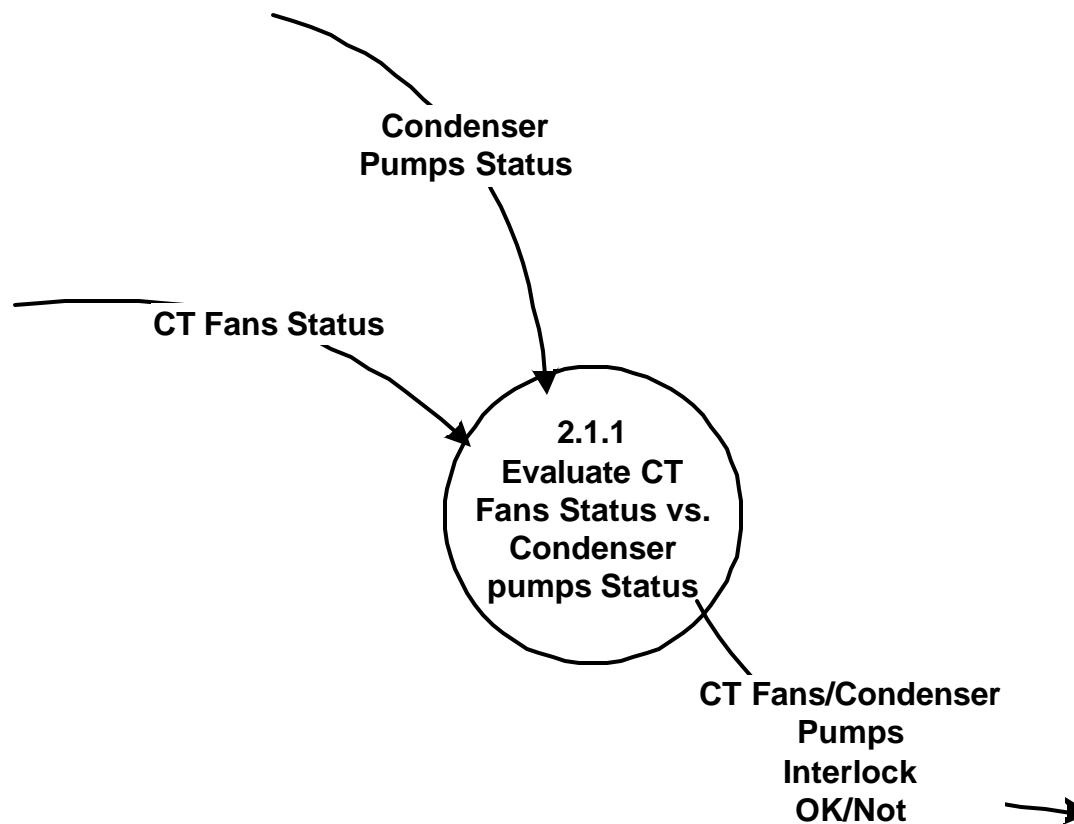 Condenser
Pumps Status
CT Fans Status
2.1.1
Evaluate CT
Fans Status vs.
Condenser
pumps Status
CT Fans/Condenser
Pumps
Interlock
OK/Not